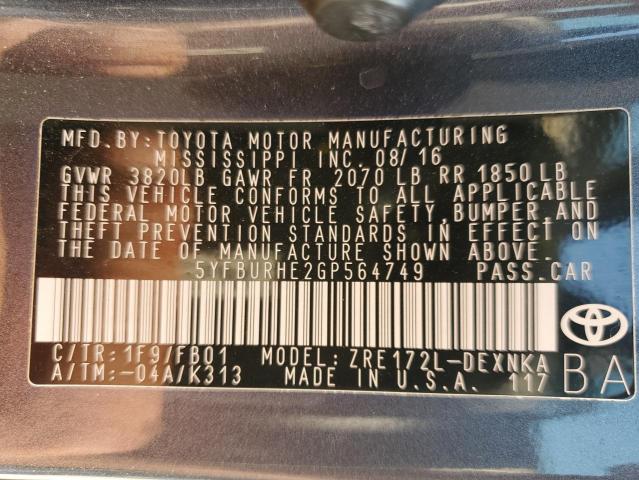 MFD.BY:TOYOTA MOTOR MANUFACTURING
MISSISSIPPI INC. 08/16
GVWR 3820LB GAWR FR 2070 LB RR 1850 LB
THIS VEHICLE CONFORMS TO ALL APPLICABLE
FEDERAL MOTOR VEHICLE SAFETY,BUMPER,AND
THEFT PREVENTION STANDARDS IN EFFECT ON
THE DATE OF MANUFACTURE SHOWN ABOVE.
5YFBURHE2GP564749 PASS.CAR
C/TR:1F9/FB01 MODEL: ZRE172L-DEXNKA
A/TM:-04A/K313 MADE IN U.S.A. 117
BA